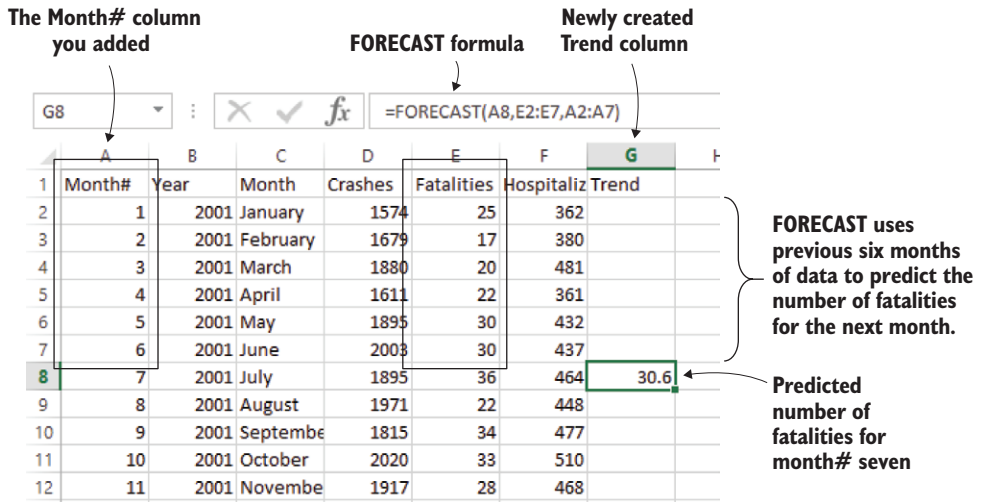 The Month# column
you added
FORECAST formula
Newly created
Trend column
G8 fx =FORECAST(A8,E2:E7,A2:A7)
A B C D E F G H
1 Month# Year Month Crashes Fatalities Hospitaliz Trend
2 1 2001 January 1574 25 362
3 2 2001 February 1679 17 380
4 3 2001 March 1880 20 481
5 4 2001 April 1611 22 361
6 5 2001 May 1895 30 432
7 6 2001 June 2003 30 437
8 7 2001 July 1895 36 464 30.6
9 8 2001 August 1971 22 448
10 9 2001 Septembe 1815 34 477
11 10 2001 October 2020 33 510
12 11 2001 Novembe 1917 28 468
FORECAST uses
previous six months
of data to predict the
number of fatalities
for the next month.
Predicted
number of
fatalities for
month# seven